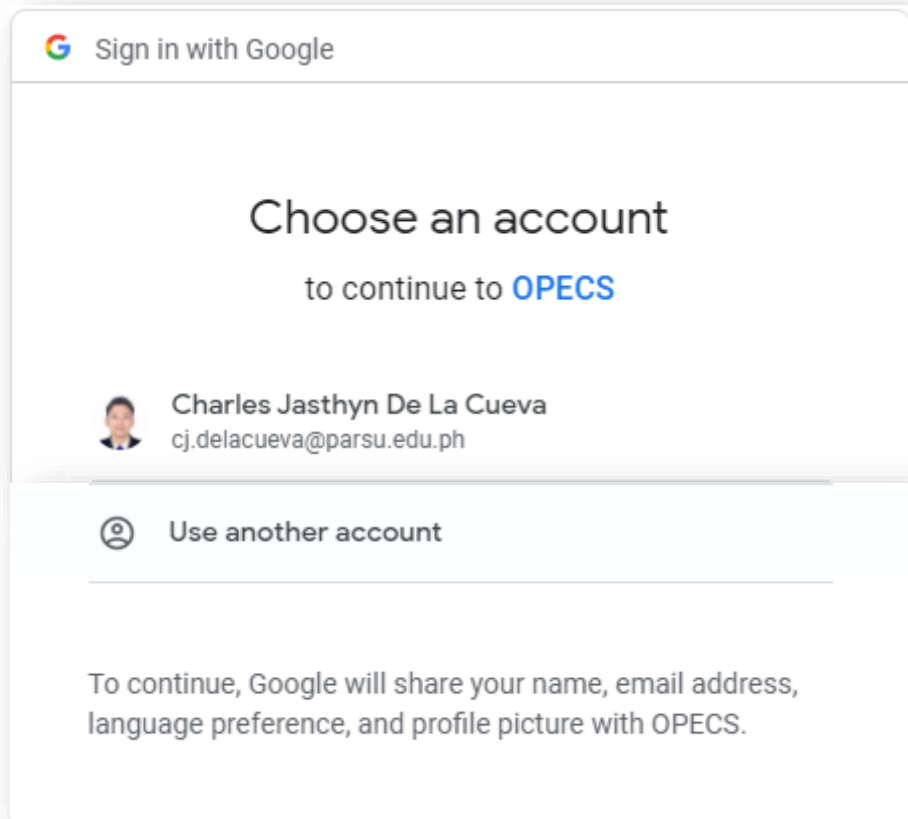 Sign in with Google
Choose an account
to continue to OPECS
Charles Jasthyn De La Cueva
cj.delacueva@parsu.edu.ph
Use another account
To continue, Google will share your name, email address,
language preference, and profile picture with OPECS.